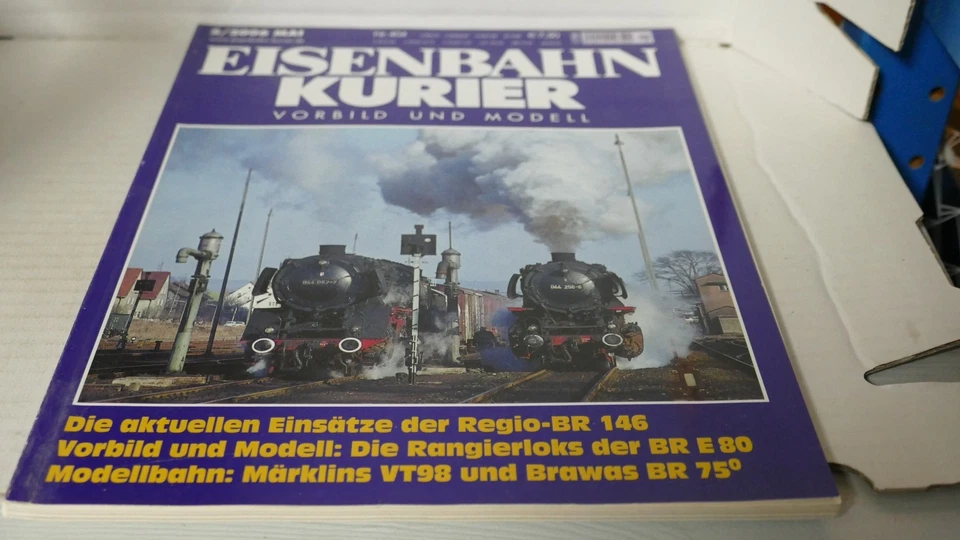 MAI
EISENBAHN
KURIER
VORBILD UND MODELL
Die aktuellen Einsätze der Regio-BR 146
Vorbild und Modell: Die Rangierloks der BR E 80
Modellbahn: Märklins VT98 und Brawas BR 75⁰